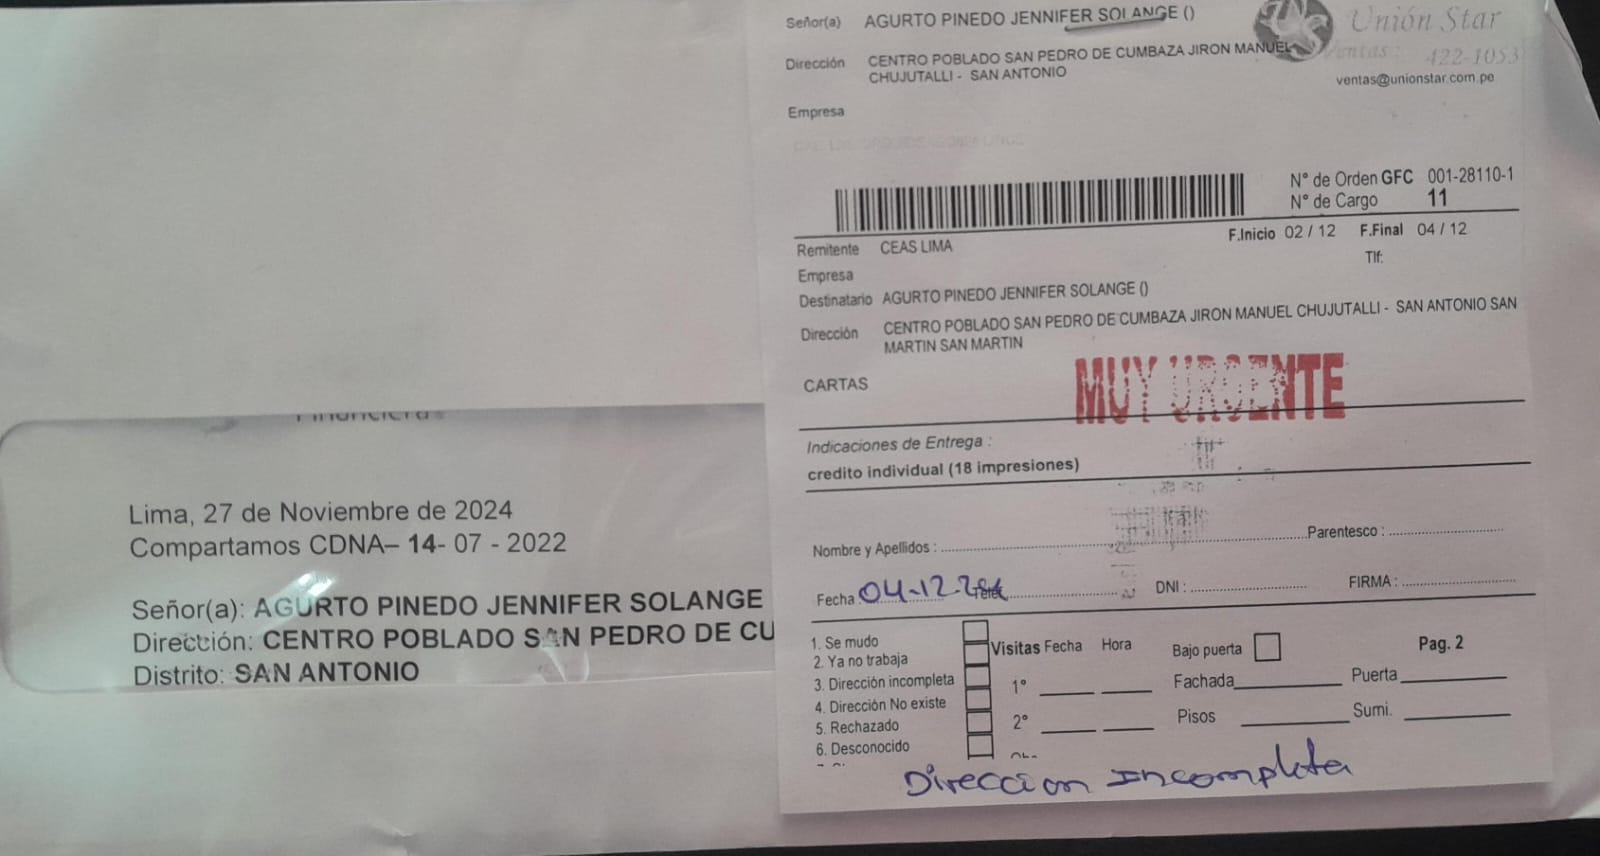 Financiera
Lima, 27 de Noviembre de 2024
Compartamos CDNA– 14- 07 - 2022
Señor(a): AGURTO PINEDO JENNIFER SOLANGE
Dirección: CENTRO POBLADO SAN PEDRO DE CU
Distrito: SAN ANTONIO
Señor(a) AGURTO PINEDO JENNIFER SOLANGE ()
Dirección CENTRO POBLADO SAN PEDRO DE CUMBAZA JIRON MANUEL
CHUJUTALLI - SAN ANTONIO
Empresa
Unión Star
Ventas: 422-1053
ventas@unionstar.com.pe
N° de Orden GFC 001-28110-1
N° de Cargo 11
F.Inicio 02 / 12 F.Final 04 / 12
Remitente CEAS LIMA
Tlf:
Empresa
Destinatario AGURTO PINEDO JENNIFER SOLANGE ()
Dirección CENTRO POBLADO SAN PEDRO DE CUMBAZA JIRON MANUEL CHUJUTALLI - SAN ANTONIO SAN
MARTIN SAN MARTIN
CARTAS
MUY URGENTE
Indicaciones de Entrega :
credito individual (18 impresiones)
Nombre y Apellidos : Parentesco :
Fecha : 04-12-2024 DNI : FIRMA :
1. Se mudo
2. Ya no trabaja
3. Dirección incompleta
4. Dirección No existe
5. Rechazado
6. Desconocido
Visitas Fecha Hora
1°
2°
Bajo puerta Pag. 2
Fachada Puerta
Pisos Sumi.
Direccion Incompleta